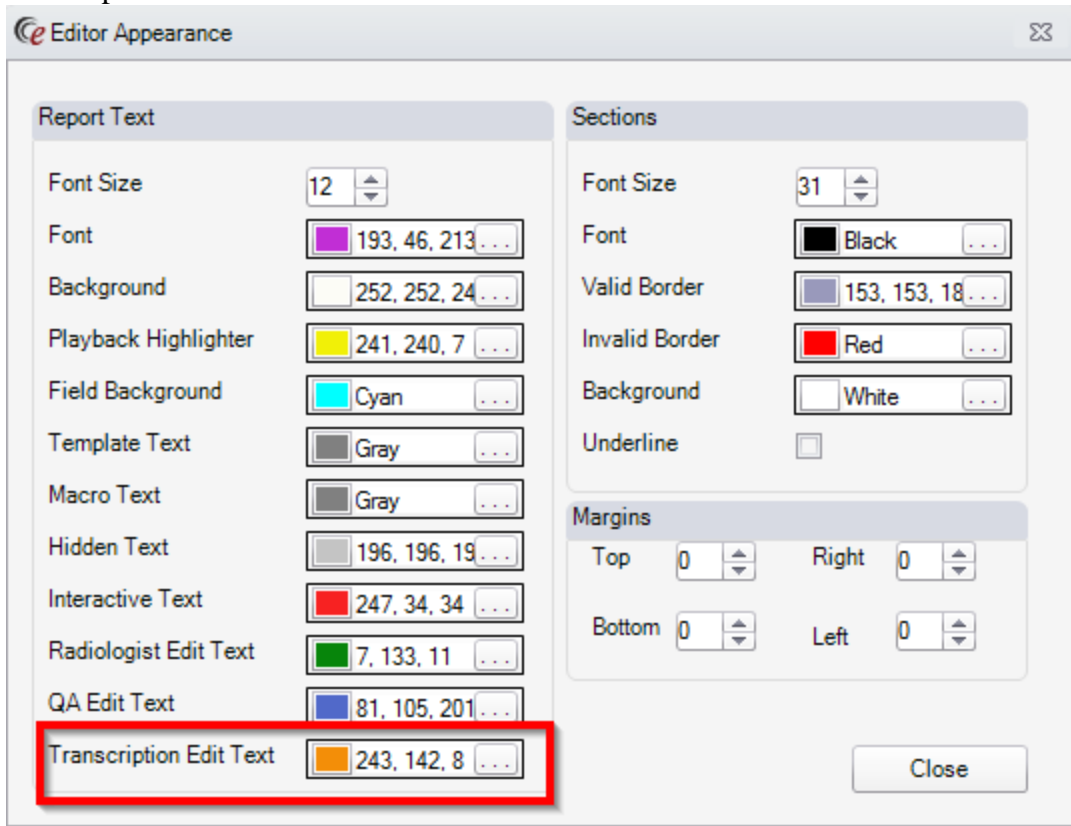 Editor Appearance
Report Text
Font Size 12
Font 193, 46, 213 ...
Background 252, 252, 24 ...
Playback Highlighter 241, 240, 7 ...
Field Background Cyan ...
Template Text Gray ...
Macro Text Gray ...
Hidden Text 196, 196, 19 ...
Interactive Text 247, 34, 34 ...
Radiologist Edit Text 7, 133, 11 ...
QA Edit Text 81, 105, 201 ...
Transcription Edit Text 243, 142, 8 ...
Sections
Font Size 31
Font Black ...
Valid Border 153, 153, 18 ...
Invalid Border Red ...
Background White ...
Underline
Margins
Top 0 Right 0
Bottom 0 Left 0
Close